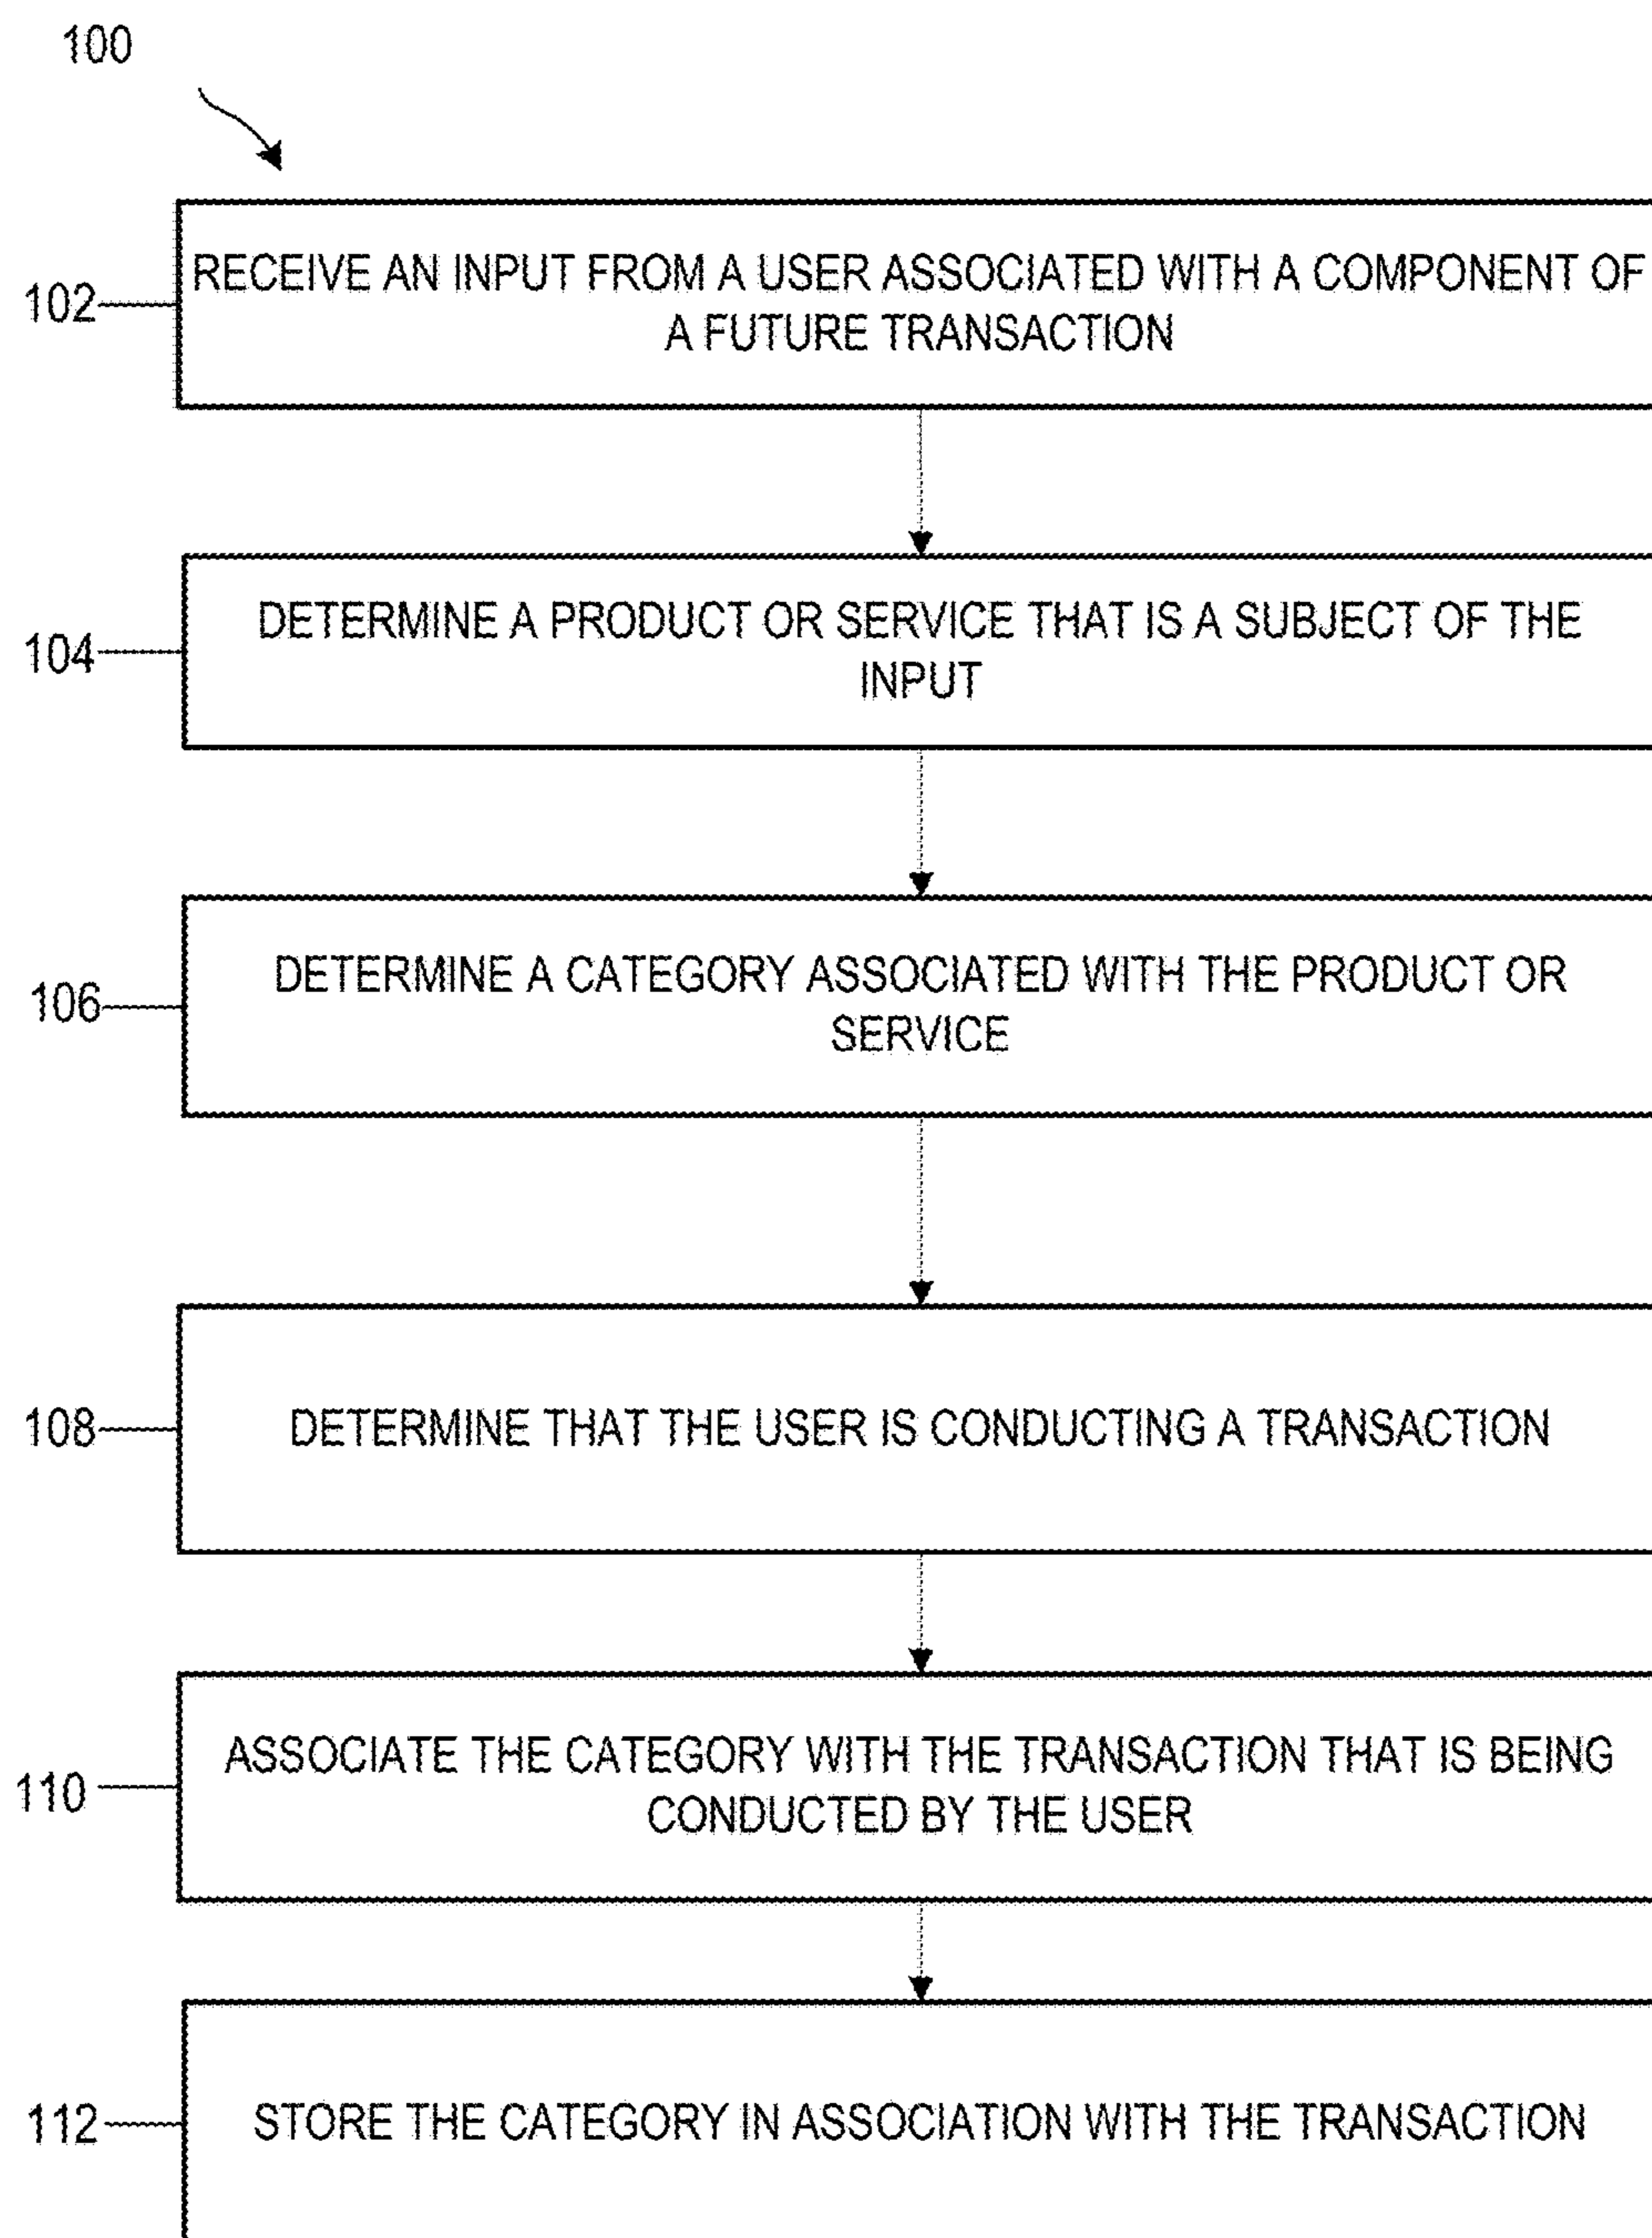 100
102
RECEIVE AN INPUT FROM A USER ASSOCIATED WITH A COMPONENT OF
A FUTURE TRANSACTION
104
DETERMINE A PRODUCT OR SERVICE THAT IS A SUBJECT OF THE
INPUT
106
DETERMINE A CATEGORY ASSOCIATED WITH THE PRODUCT OR
SERVICE
108
DETERMINE THAT THE USER IS CONDUCTING A TRANSACTION
110
ASSOCIATE THE CATEGORY WITH THE TRANSACTION THAT IS BEING
CONDUCTED BY THE USER
112
STORE THE CATEGORY IN ASSOCIATION WITH THE TRANSACTION